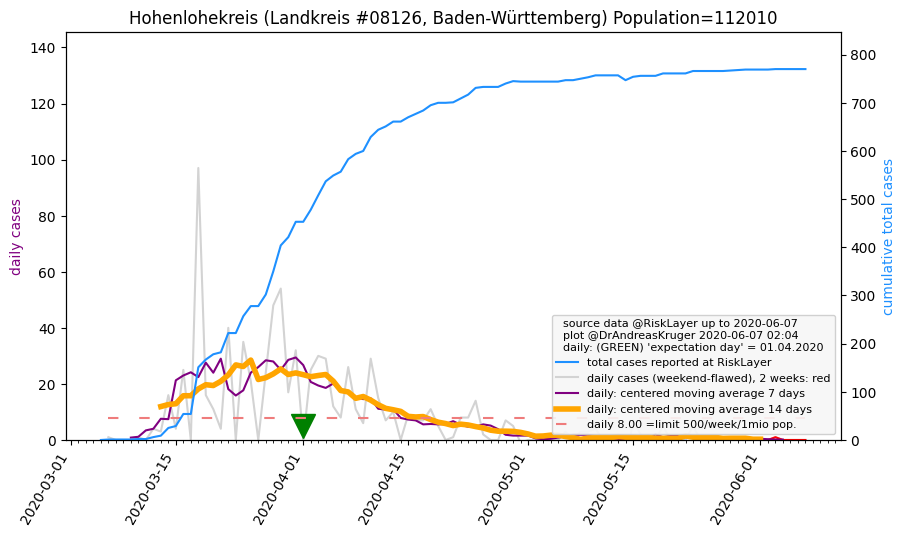 Hohenlohekreis (Landkreis #08126, Baden-Württemberg) Population=112010
daily cases
140
120
100
80
60
40
20
0
800
700
600
500
400
300
200
100
0
cumulative total cases
source data @RiskLayer up to 2020-06-07
plot @DrAndreasKruger 2020-06-07 02:04
daily: (GREEN) 'expectation day' = 01.04.2020
total cases reported at RiskLayer
daily cases (weekend-flawed), 2 weeks: red
daily: centered moving average 7 days
daily: centered moving average 14 days
daily 8.00 =limit 500/week/1mio pop.
2020-03-01
2020-03-15
2020-04-01
2020-04-15
2020-05-01
2020-05-15
2020-06-01